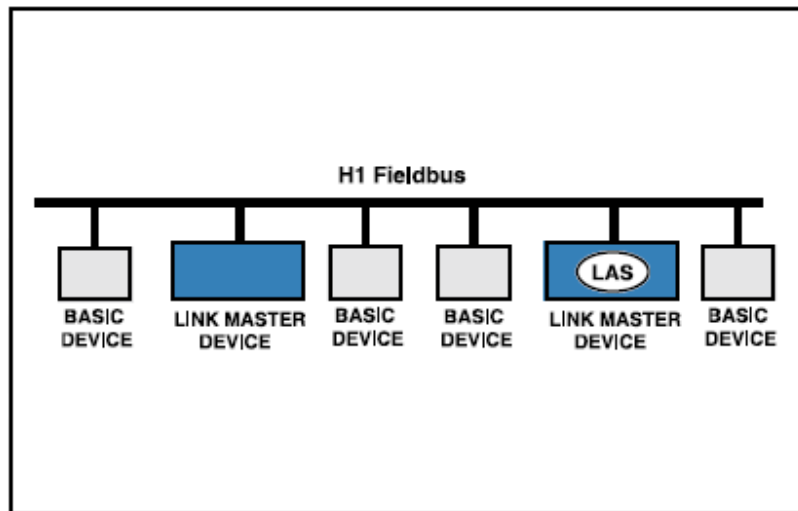 H1 Fieldbus
LAS
BASIC
DEVICE
LINK MASTER
DEVICE
BASIC
DEVICE
BASIC
DEVICE
LINK MASTER
DEVICE
BASIC
DEVICE